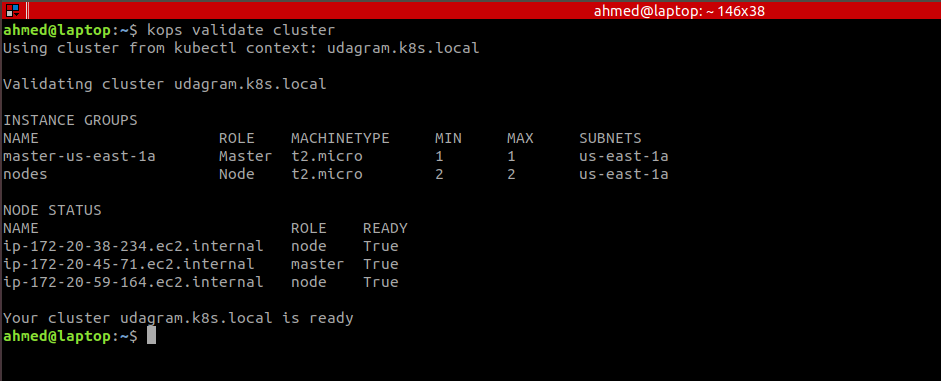 ahmed@laptop: ~ 146x38
ahmed@laptop:~$ kops validate cluster
Using cluster from kubectl context: udagram.k8s.local
Validating cluster udagram.k8s.local
INSTANCE GROUPS
NAME ROLE MACHINETYPE MIN MAX SUBNETS
master-us-east-1a Master t2.micro 1 1 us-east-1a
nodes Node t2.micro 2 2 us-east-1a
NODE STATUS
NAME ROLE READY
ip-172-20-38-234.ec2.internal node True
ip-172-20-45-71.ec2.internal master True
ip-172-20-59-164.ec2.internal node True
Your cluster udagram.k8s.local is ready
ahmed@laptop:~$